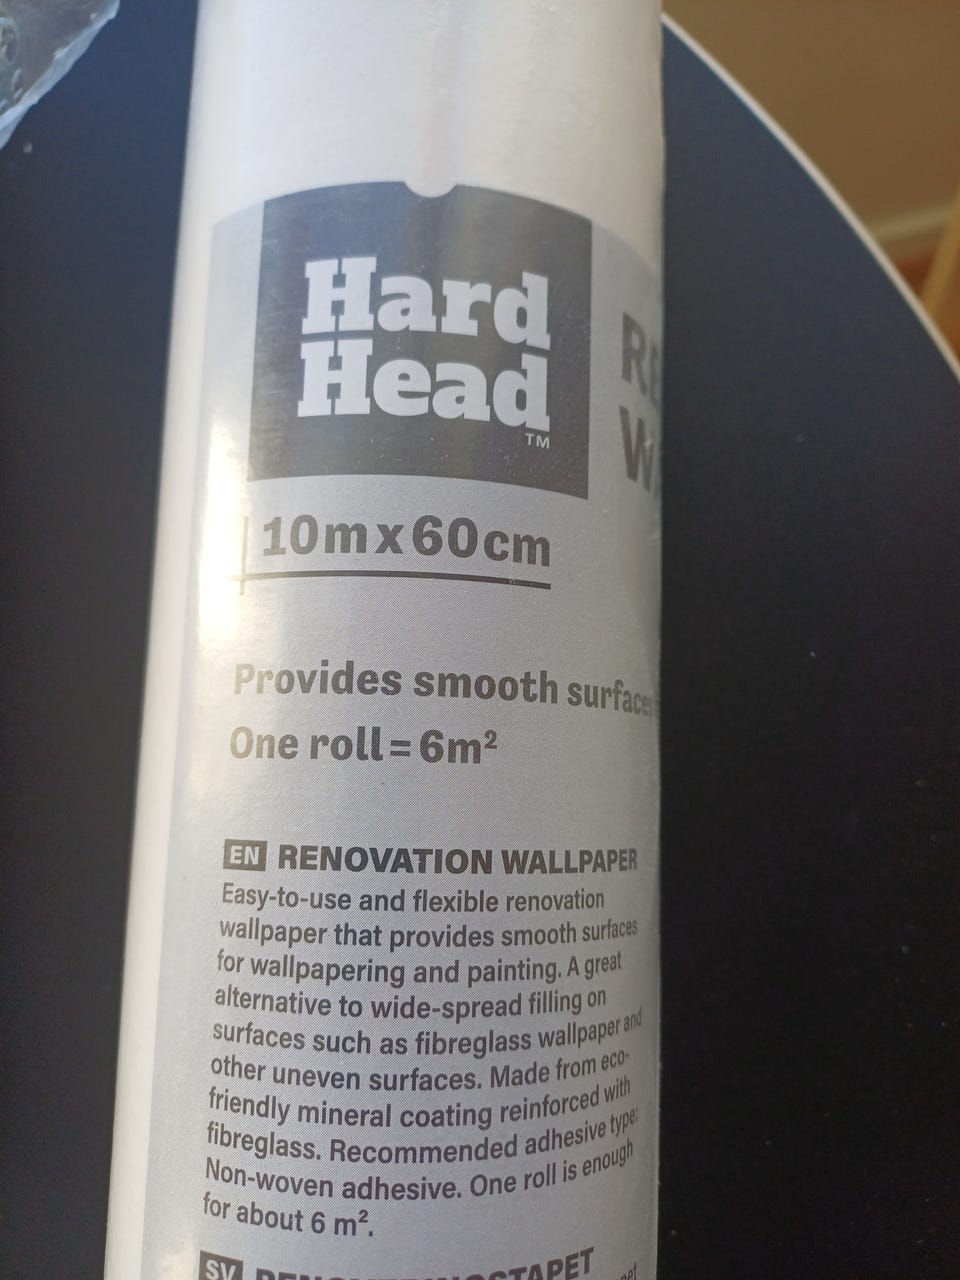 Hard
Head
TM
10m x 60cm
Provides smooth surfaces
One roll = 6m²
EN RENOVATION WALLPAPER
Easy-to-use and flexible renovation
wallpaper that provides smooth surfaces
for wallpapering and painting. A great
alternative to wide-spread filling on
surfaces such as fibreglass wallpaper and
other uneven surfaces. Made from eco-
friendly mineral coating reinforced with
fibreglass. Recommended adhesive type:
Non-woven adhesive. One roll is enough
for about 6 m².
SV